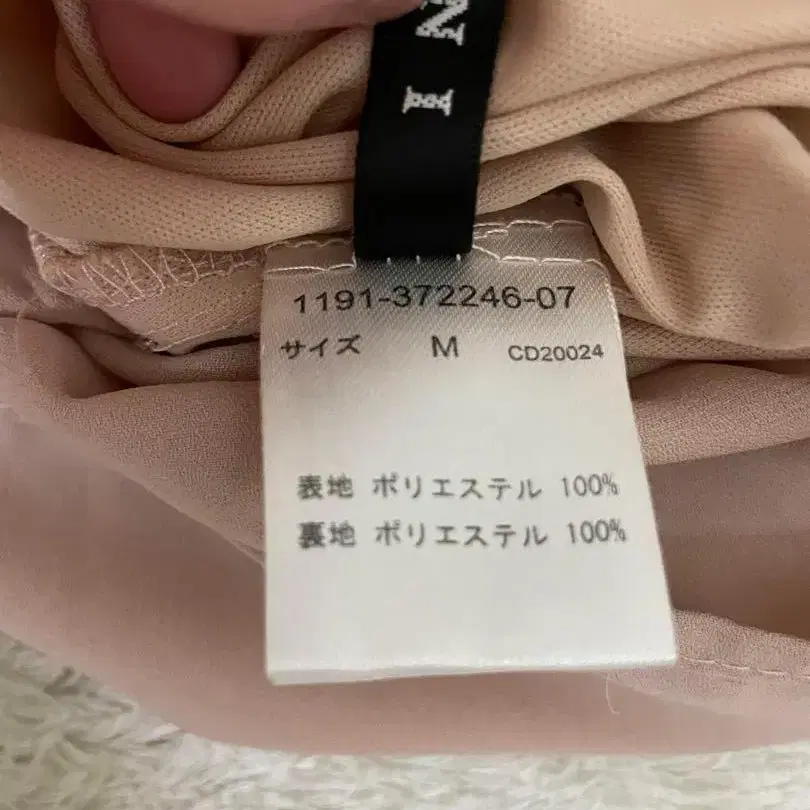 I N
1191-372246-07
サイズ M CD20024
表地 ポリエステル 100%
裏地 ポリエステル 100%